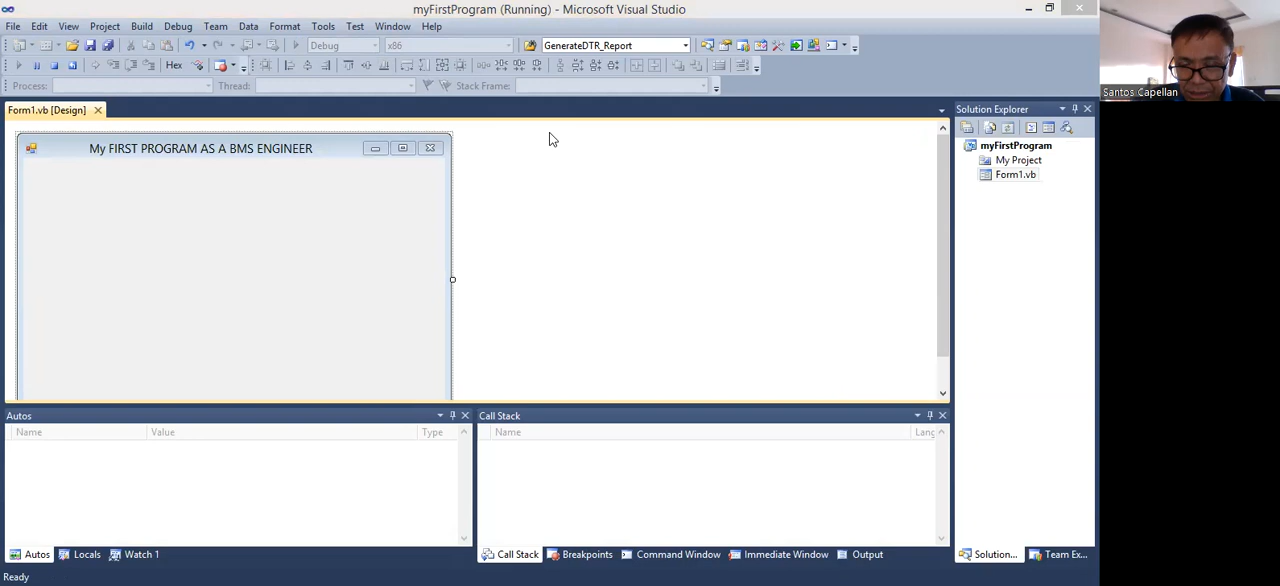 myFirstProgram (Running) - Microsoft Visual Studio
File Edit View Project Build Debug Team Data Format Tools Test Window Help
Debug x86 GenerateDTR_Report
Hex
Process: Thread: Stack Frame:
Form1.vb [Design]
My FIRST PROGRAM AS A BMS ENGINEER
Solution Explorer
myFirstProgram
My Project
Form1.vb
Santos Capellan
Autos
Name Value Type
Call Stack
Name Lang
Autos Locals Watch 1
Call Stack Breakpoints Command Window Immediate Window Output
Solution... Team Ex...
Ready